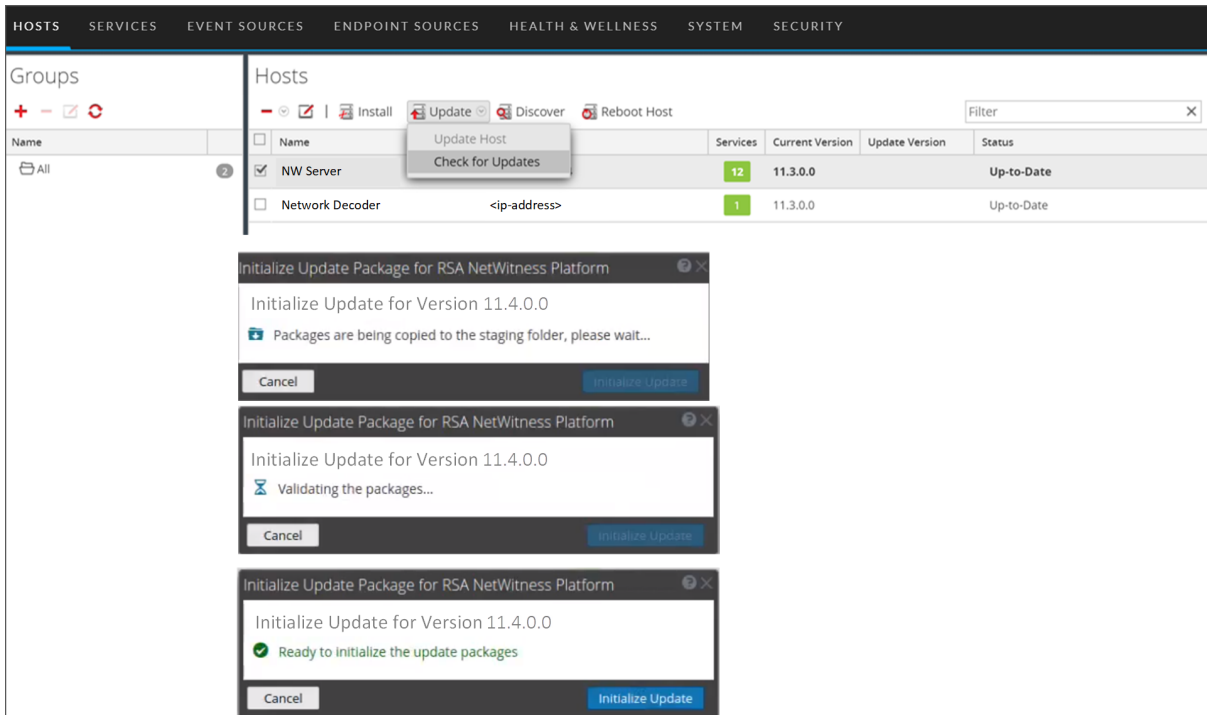 HOSTS SERVICES EVENT SOURCES ENDPOINT SOURCES HEALTH & WELLNESS SYSTEM SECURITY
Groups
Name
All 2
Hosts
Install Update Discover Reboot Host Filter
Update Host
Check for Updates
Name Services Current Version Update Version Status
NW Server 12 11.3.0.0 Up-to-Date
Network Decoder <ip-address> 1 11.3.0.0 Up-to-Date
Initialize Update Package for RSA NetWitness Platform
Initialize Update for Version 11.4.0.0
Packages are being copied to the staging folder, please wait...
Cancel Initialize Update
Initialize Update Package for RSA NetWitness Platform
Initialize Update for Version 11.4.0.0
Validating the packages...
Cancel Initialize Update
Initialize Update Package for RSA NetWitness Platform
Initialize Update for Version 11.4.0.0
Ready to initialize the update packages
Cancel Initialize Update